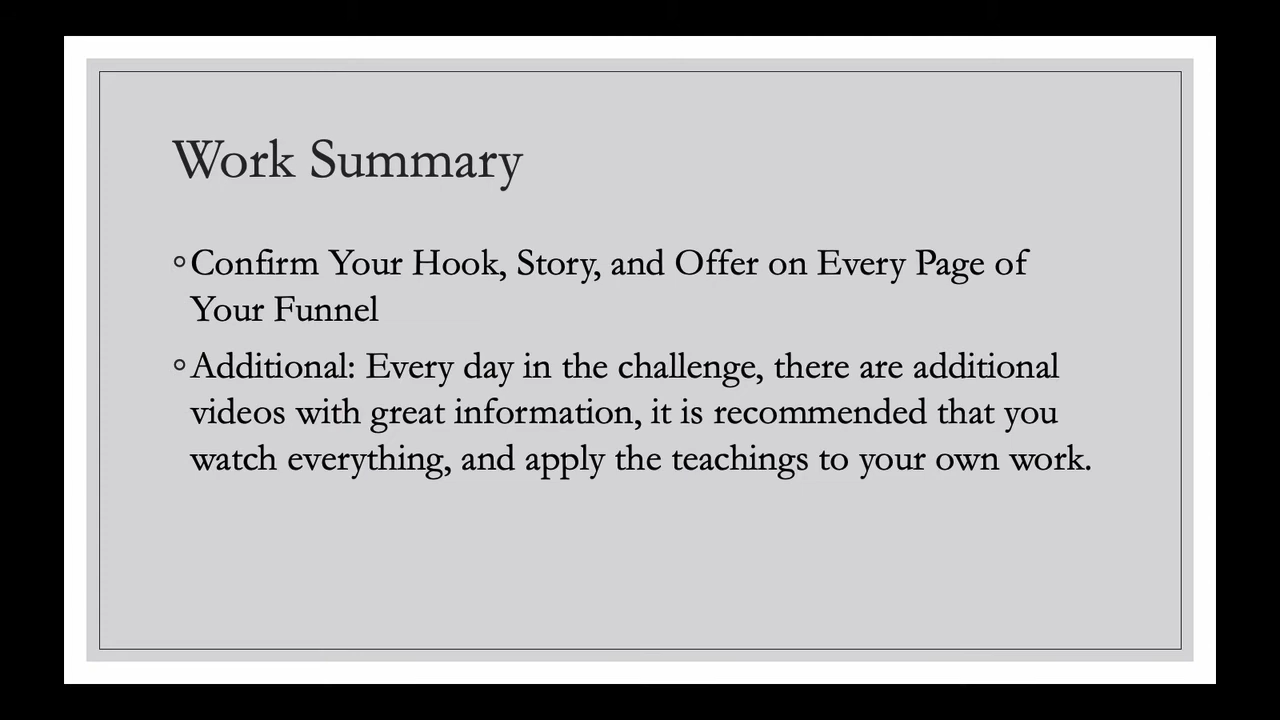 Work Summary
°Confirm Your Hook, Story, and Offer on Every Page of
Your Funnel
°Additional: Every day in the challenge, there are additional
videos with great information, it is recommended that you
watch everything, and apply the teachings to your own work.